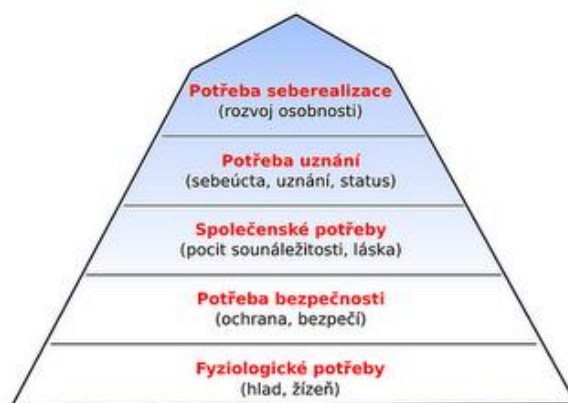 Potřeba seberealizace
(rozvoj osobnosti)
Potřeba uznání
(sebeúcta, uznání, status)
Společenské potřeby
(pocit sounáležitosti, láska)
Potřeba bezpečnosti
(ochrana, bezpečí)
Fyziologické potřeby
(hlad, žízeň)